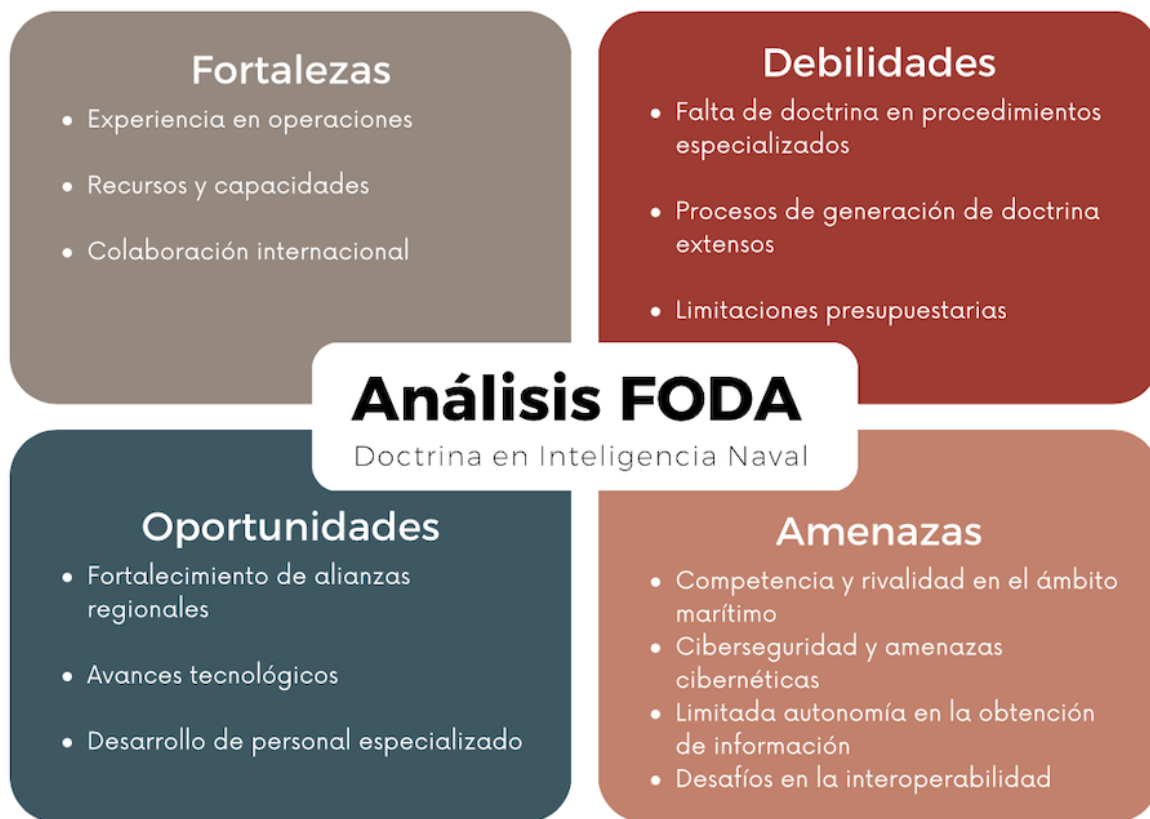 Fortalezas
Experiencia en operaciones
Recursos y capacidades
Colaboración internacional
Debilidades
Falta de doctrina en procedimientos
especializados
Procesos de generación de doctrina
extensos
Limitaciones presupuestarias
Análisis FODA
Doctrina en Inteligencia Naval
Oportunidades
Fortalecimiento de alianzas
regionales
Avances tecnológicos
Desarrollo de personal especializado
Amenazas
Competencia y rivalidad en el ámbito
marítimo
Ciberseguridad y amenazas
cibernéticas
Limitada autonomía en la obtención
de información
Desafíos en la interoperabilidad